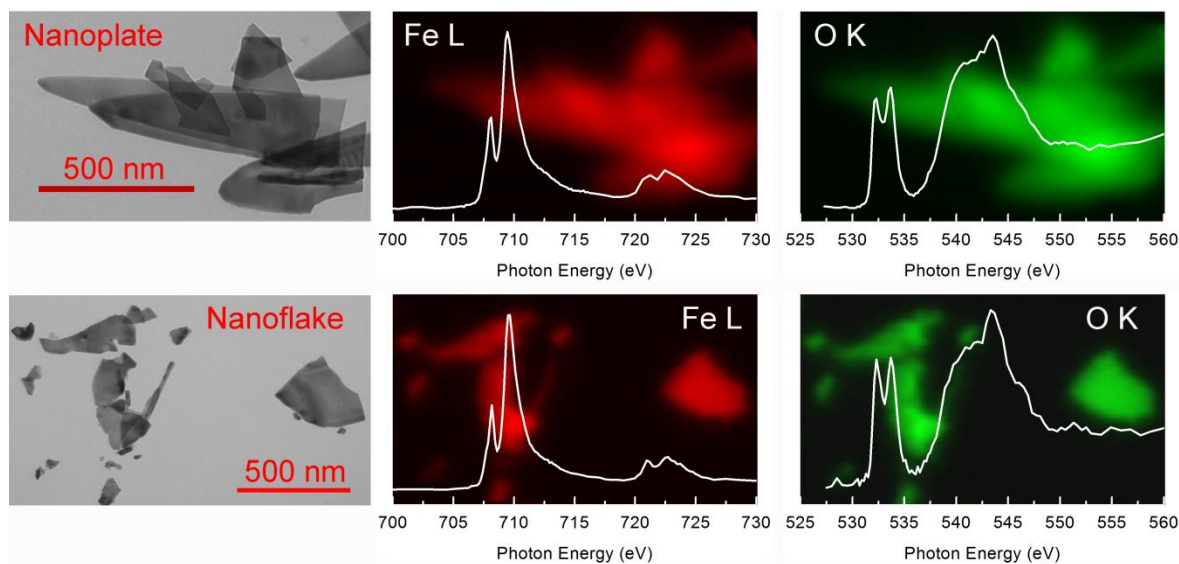 Nanoplate
500 nm
Fe L
700 705 710 715 720 725 730
Photon Energy (eV)
O K
525 530 535 540 545 550 555 560
Photon Energy (eV)
Nanoflake
500 nm
Fe L
700 705 710 715 720 725 730
Photon Energy (eV)
O K
525 530 535 540 545 550 555 560
Photon Energy (eV)